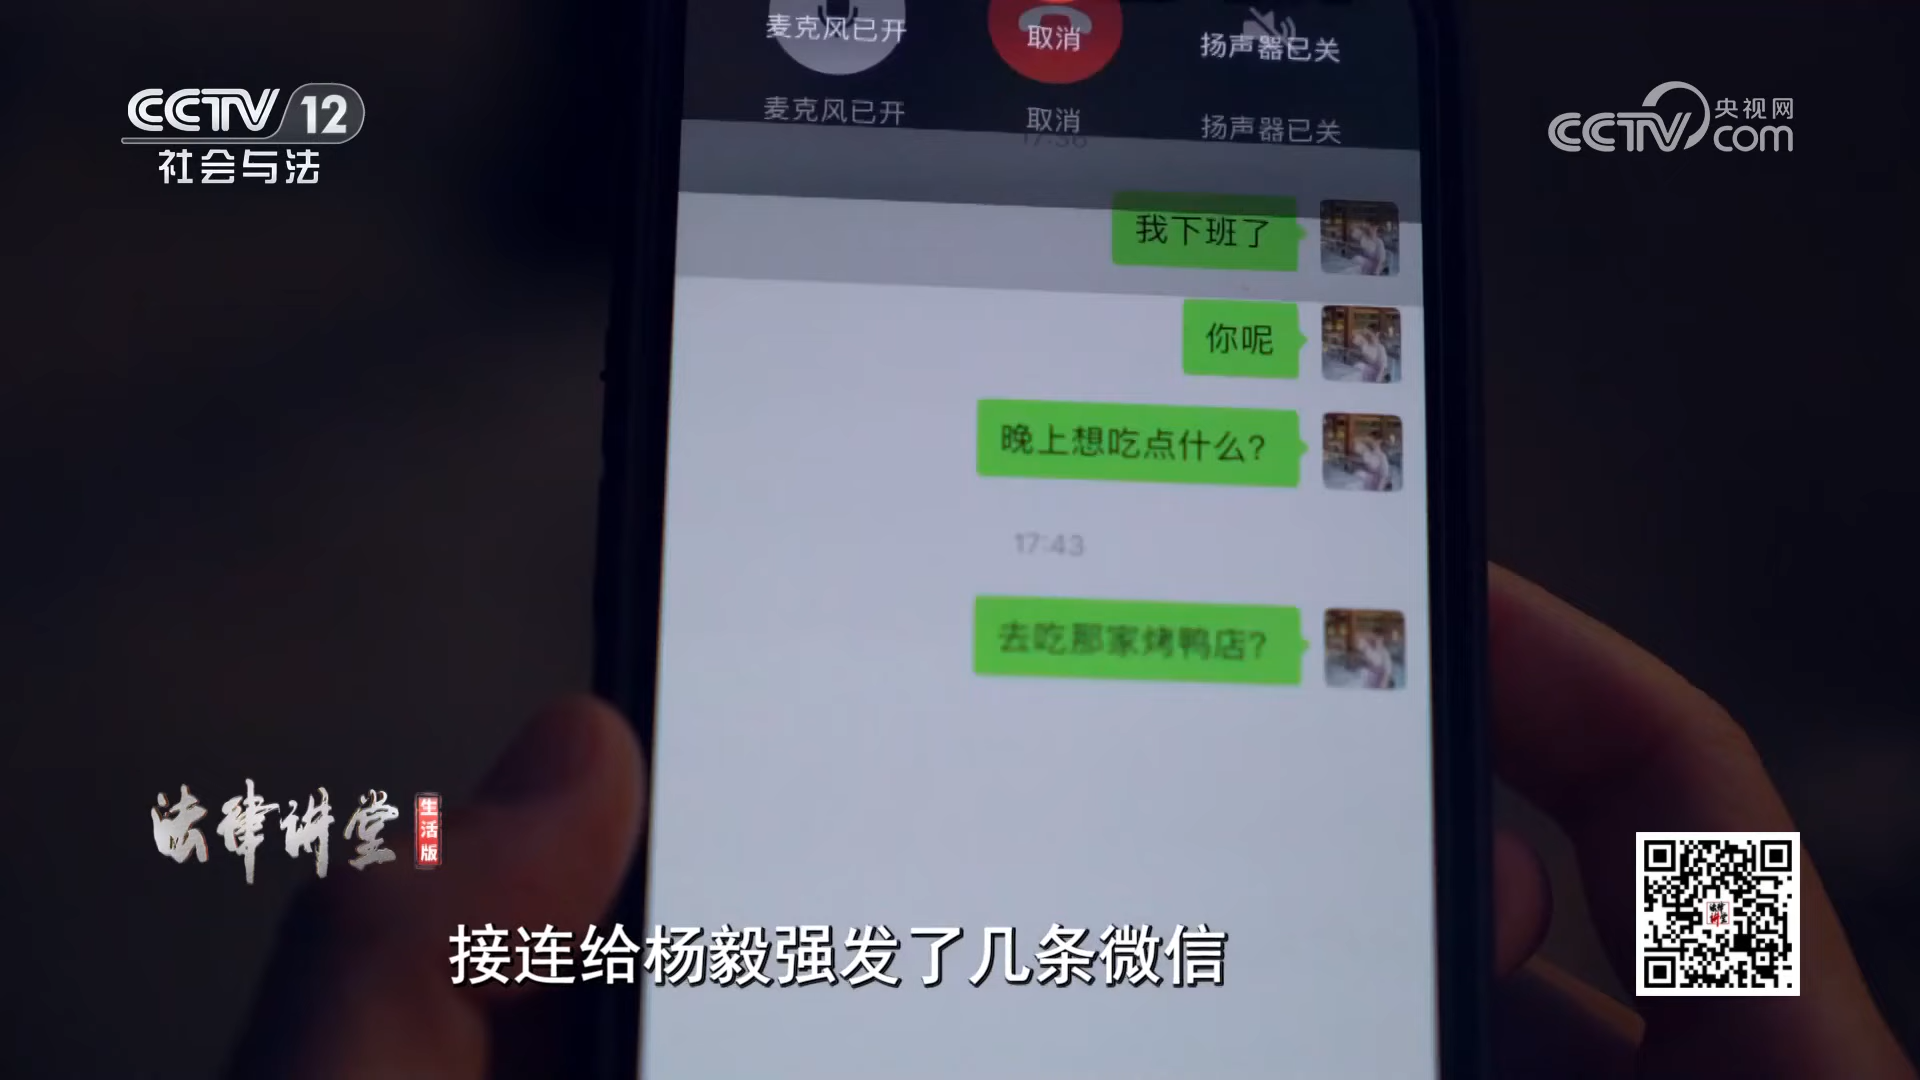 麦克风已开
取消
扬声器已关
麦克风已开
取消
扬声器已关
17:36
CCTV 12
社会与法
央视网
CCTV.com
我下班了
你呢
晚上想吃点什么?
17:43
去吃那家烤鸭店?
法律讲堂
生活版
接连给杨毅强发了几条微信